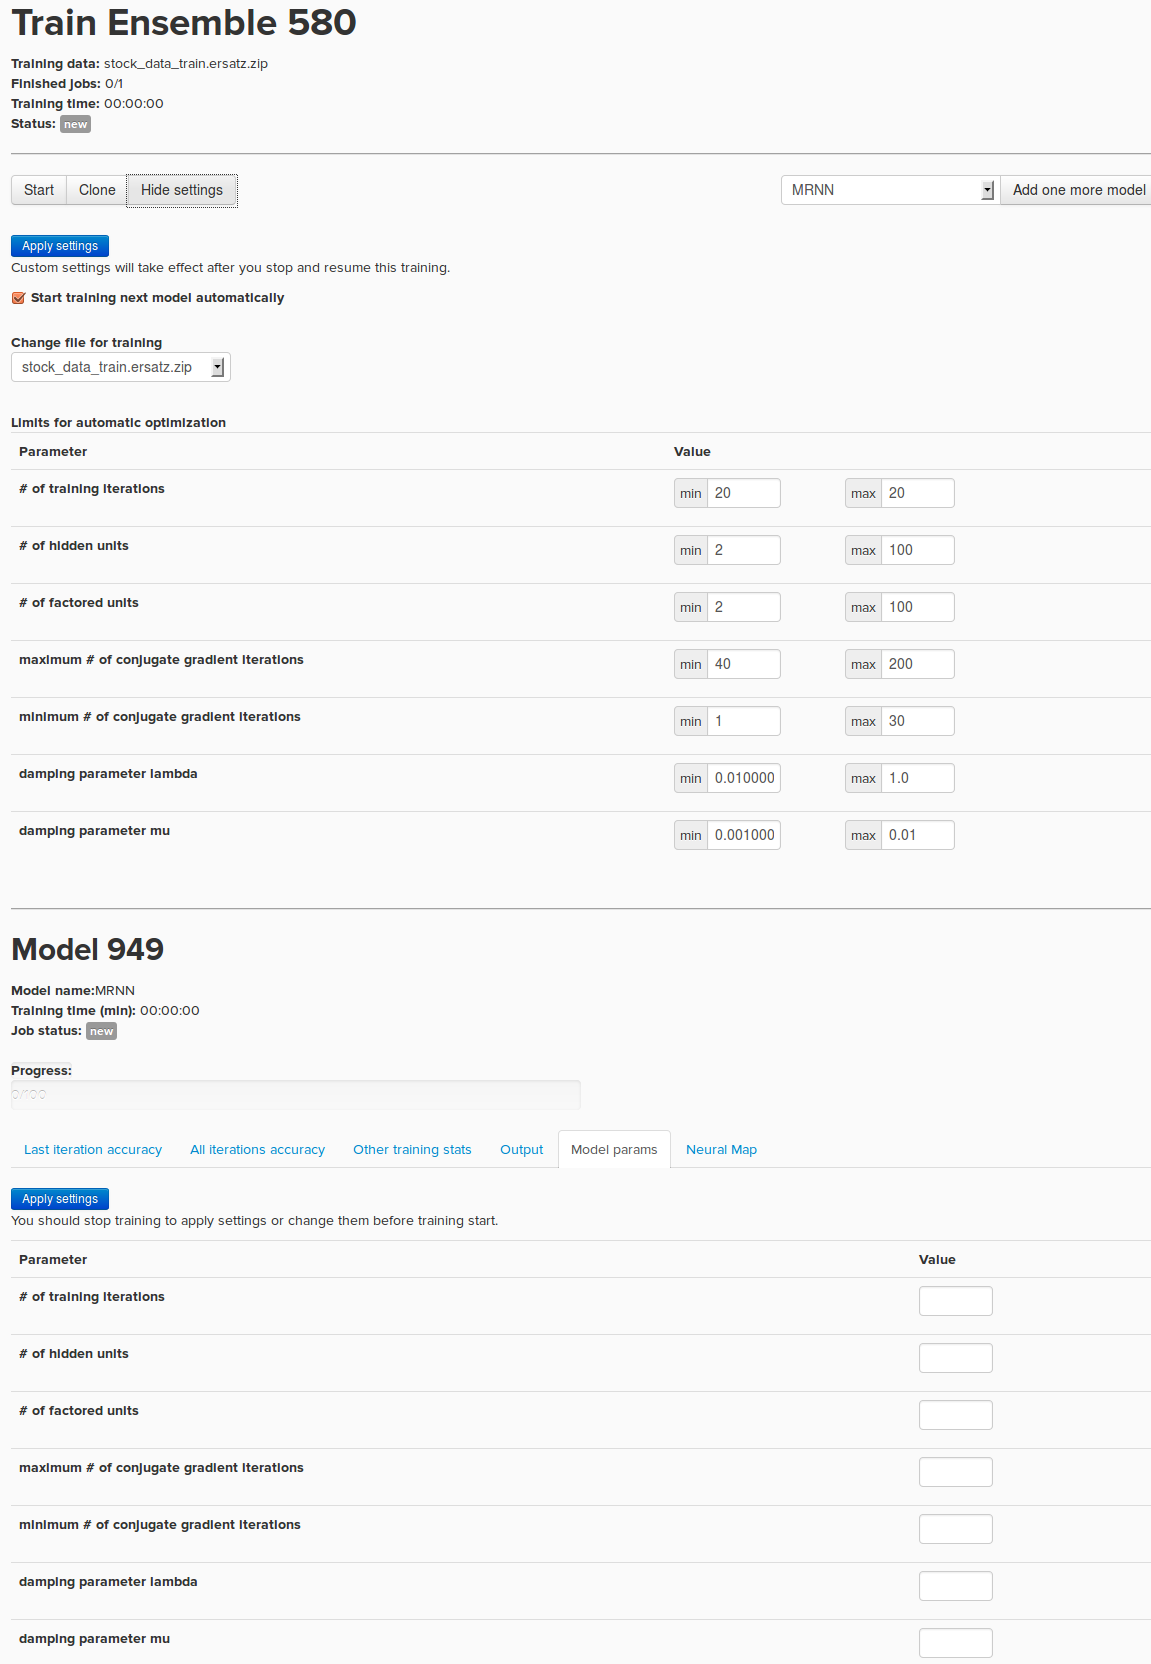 Train Ensemble 580
Training data: stock_data_train.ersatz.zip
Finished jobs: 0/1
Training time: 00:00:00
Status: new
Start Clone Hide settings MRNN Add one more model
Apply settings
Custom settings will take effect after you stop and resume this training.
Start training next model automatically
Change file for training
stock_data_train.ersatz.zip
Limits for automatic optimization
Parameter Value
# of training iterations min 20 max 20
# of hidden units min 2 max 100
# of factored units min 2 max 100
maximum # of conjugate gradient iterations min 40 max 200
minimum # of conjugate gradient iterations min 1 max 30
damping parameter lambda min 0.010000 max 1.0
damping parameter mu min 0.001000 max 0.01
Model 949
Model name:MRNN
Training time (min): 00:00:00
Job status: new
Progress:
0/100
Last iteration accuracy All iterations accuracy Other training stats Output Model params Neural Map
Apply settings
You should stop training to apply settings or change them before training start.
Parameter Value
# of training iterations
# of hidden units
# of factored units
maximum # of conjugate gradient iterations
minimum # of conjugate gradient iterations
damping parameter lambda
damping parameter mu